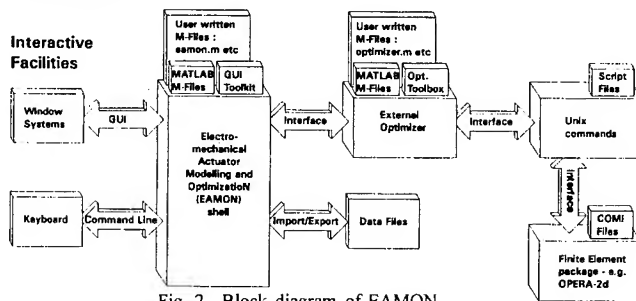 Interactive
Facilities
User written
M-Files :
eamon.m etc
MATLAB
M-Files
GUI
Toolkit
User written
M-Files :
optimizer.m etc
MATLAB
M-Files
Opt.
Toolbox
Script
Files
Window
Systems
GUI
Electro-
mechanical
Actuator
Modelling and
OptimizatioN
(EAMON)
shell
Interface
External
Optimizer
Interface
Unix
commands
Interface
Keyboard
Command Line
Import/Export
Data Files
COMI
Files
Finite Element
package - e.g.
OPERA-2d
Fig. 2 Block diagram of EAMON